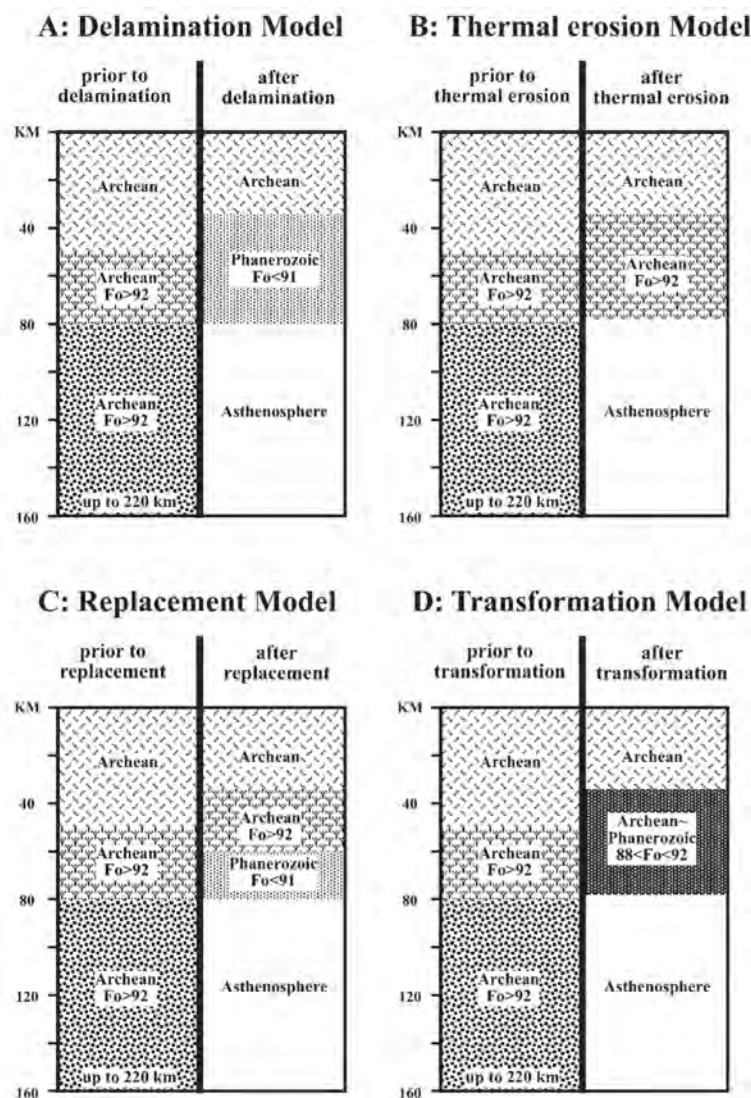 A: Delamination Model
prior to
delamination
after
delamination
KM
40
80
120
160
Archean
Archean
Fo>92
Archean
Fo>92
up to 220 km
Archean
Phanerozoic
Fo<91
Asthenosphere
B: Thermal erosion Model
prior to
thermal erosion
after
thermal erosion
KM
40
80
120
160
Archean
Archean
Fo>92
Archean
Fo>92
up to 220 km
Archean
Archean
Fo>92
Asthenosphere
C: Replacement Model
prior to
replacement
after
replacement
KM
40
80
120
160
Archean
Archean
Fo>92
Archean
Fo>92
up to 220 km
Archean
Archean
Fo>92
Phanerozoic
Fo<91
Asthenosphere
D: Transformation Model
prior to
transformation
after
transformation
KM
40
80
120
160
Archean
Archean
Fo>92
Archean
Fo>92
up to 220 km
Archean
Archean~
Phanerozoic
88<Fo<92
Asthenosphere